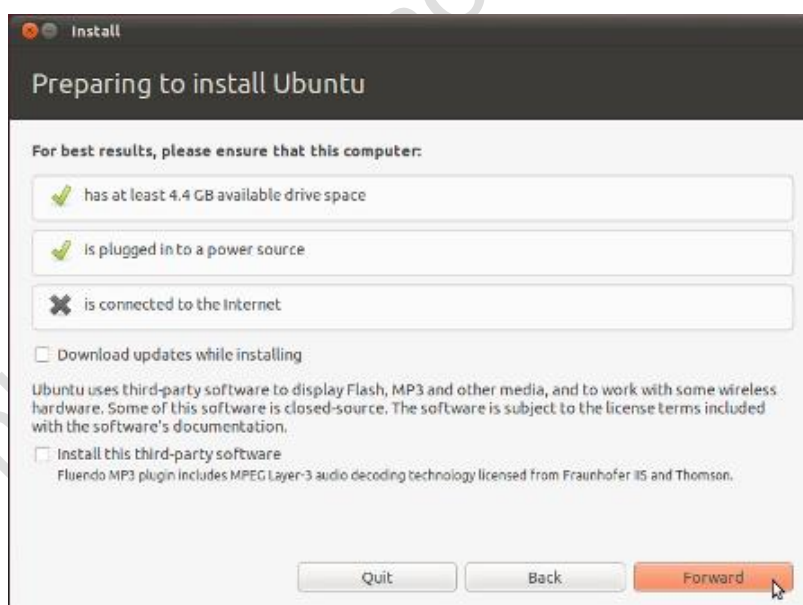 Install
Preparing to install Ubuntu
For best results, please ensure that this computer:
has at least 4.4 GB available drive space
is plugged in to a power source
is connected to the Internet
Download updates while installing
Ubuntu uses third-party software to display Flash, MP3 and other media, and to work with some wireless
hardware. Some of this software is closed-source. The software is subject to the license terms included
with the software's documentation.
Install this third-party software
Fluendo MP3 plugin includes MPEG Layer-3 audio decoding technology licensed from Fraunhofer IIS and Thomson.
Quit Back Forward